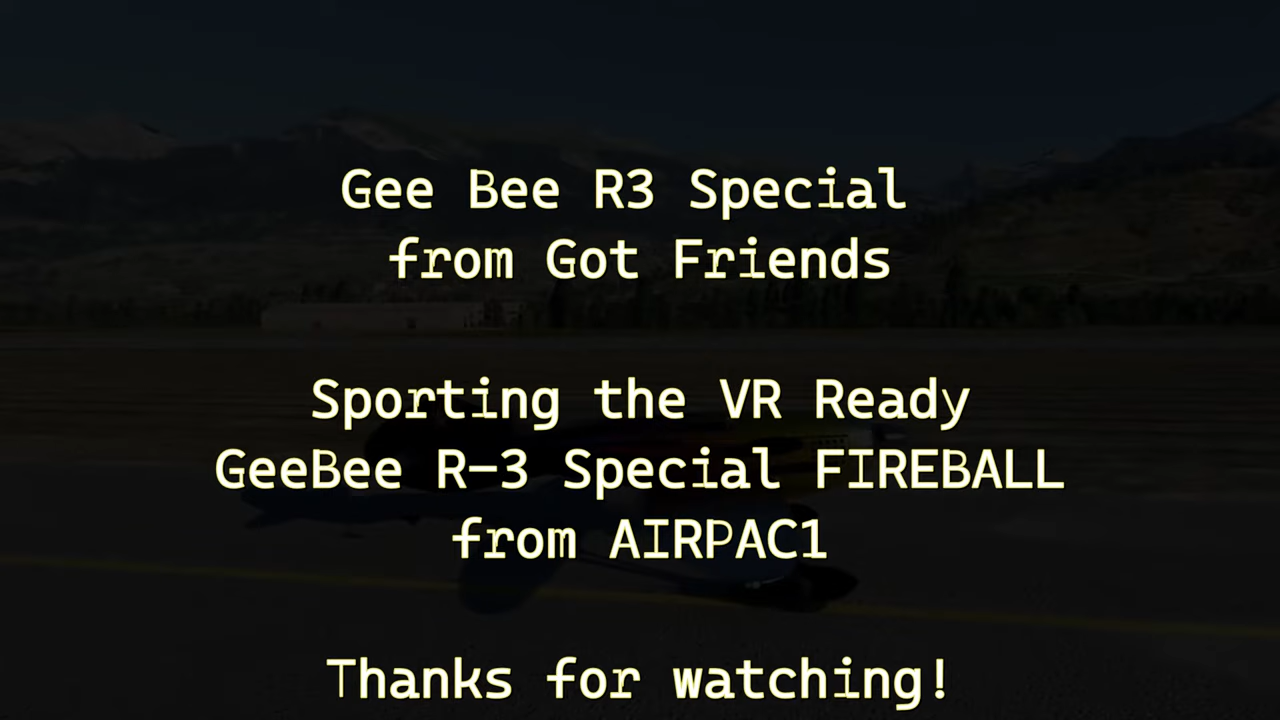 Gee Bee R3 Special
from Got Friends
Sporting the VR Ready
GeeBee R-3 Special FIREBALL
from AIRPAC1
Thanks for watching!